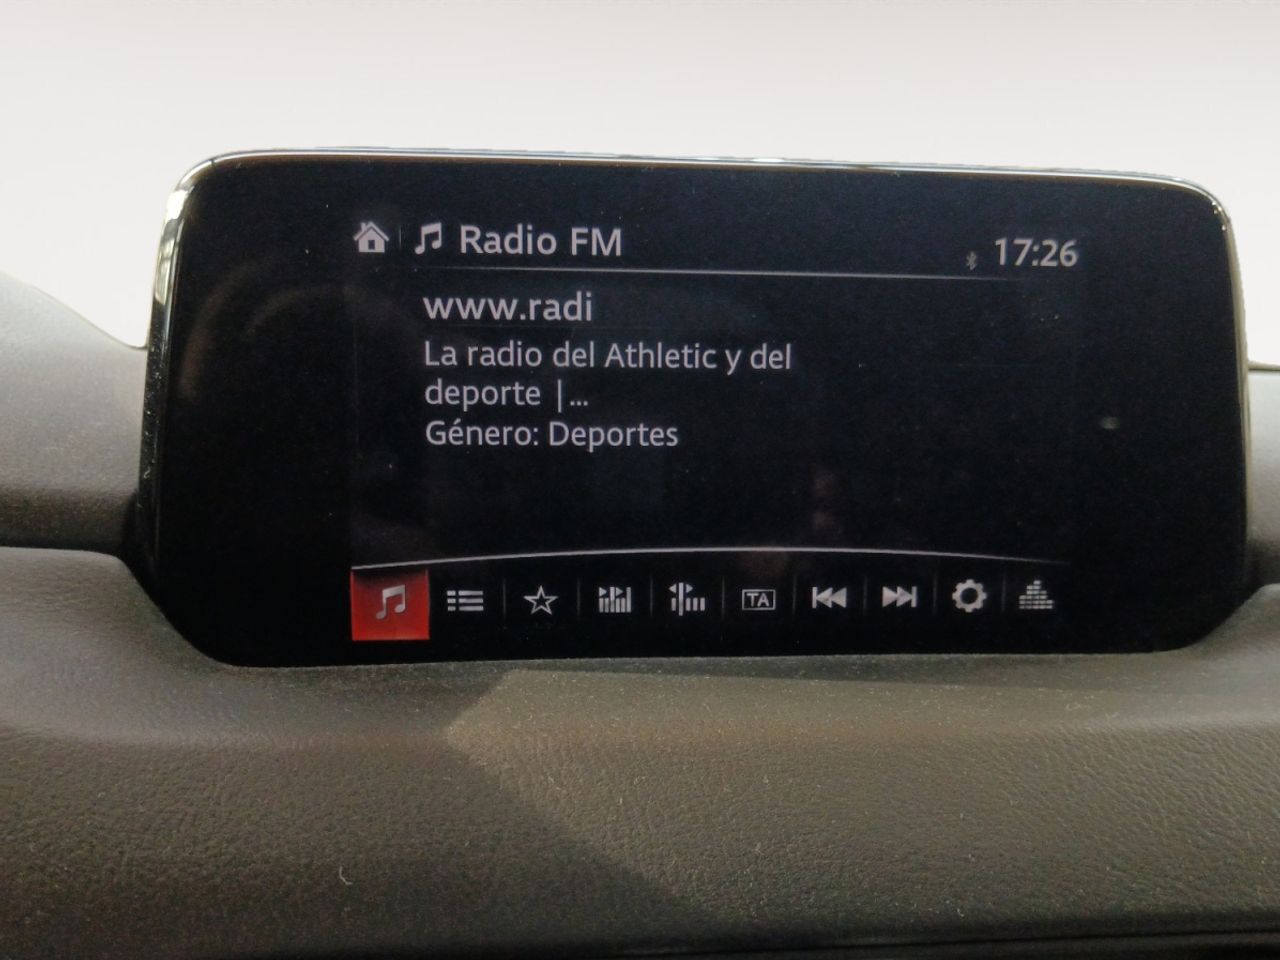 Radio FM
17:26
www.radi
La radio del Athletic y del
deporte |...
Género: Deportes
TA